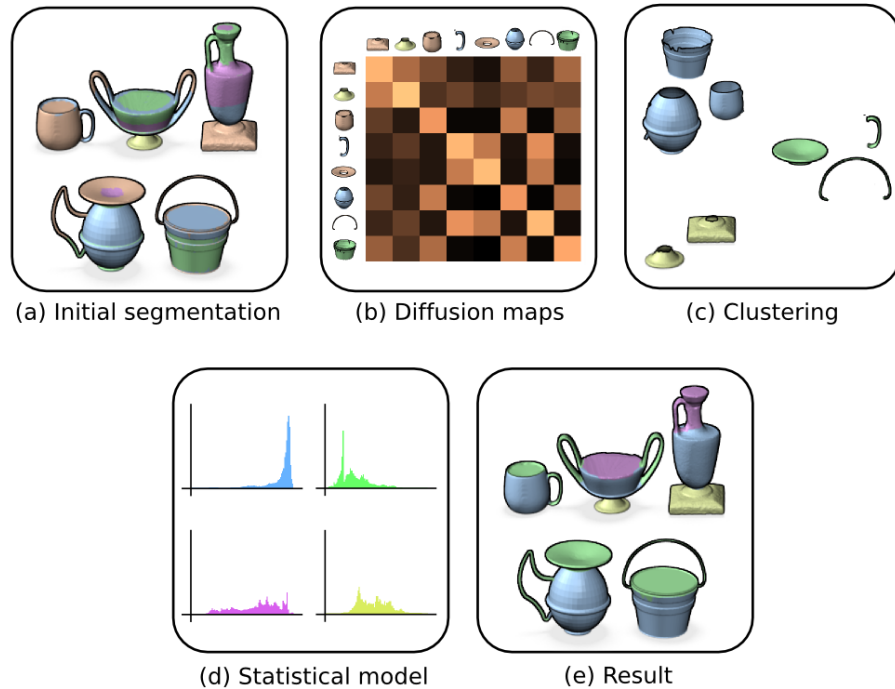 (a) Initial segmentation
(b) Diffusion maps
(c) Clustering
(d) Statistical model
(e) Result